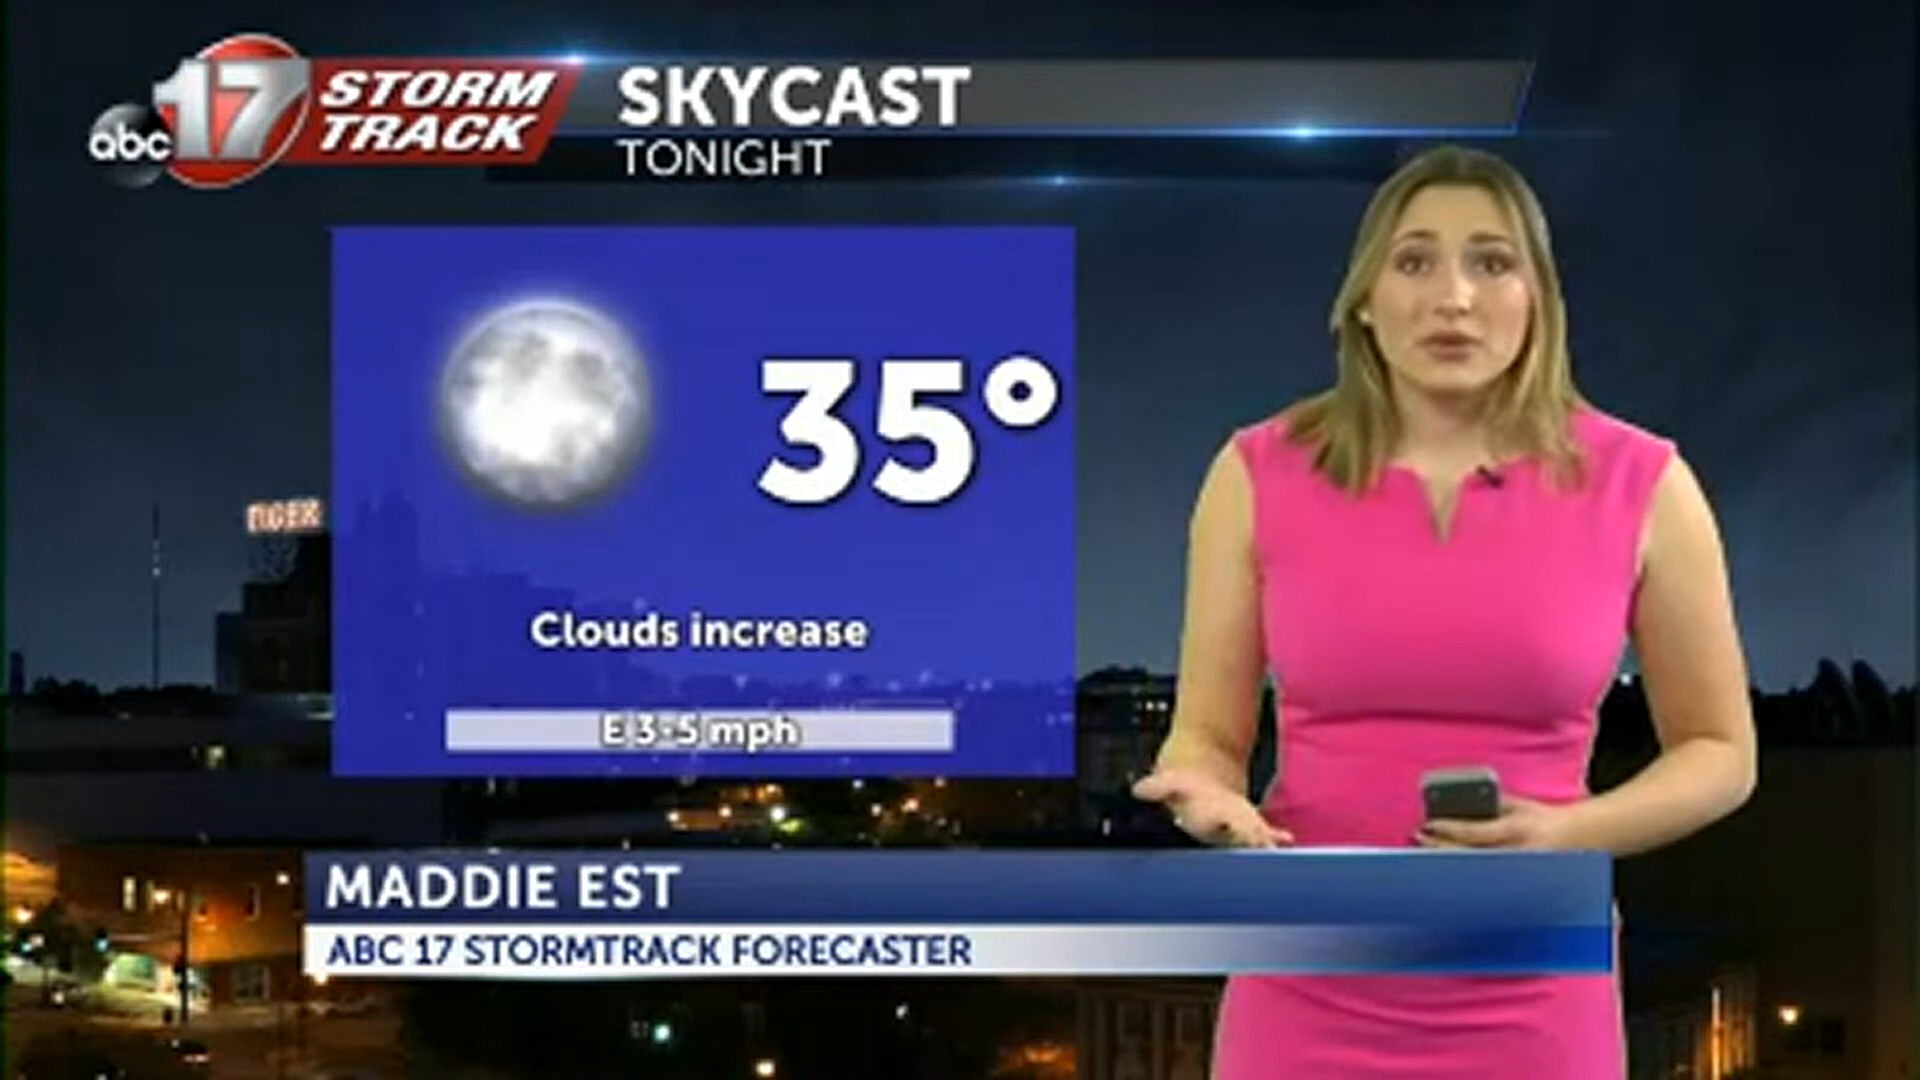 abc 17 STORM TRACK
SKYCAST
TONIGHT
35°
TIGER
Clouds increase
E 3-5 mph
MADDIE EST
ABC 17 STORMTRACK FORECASTER